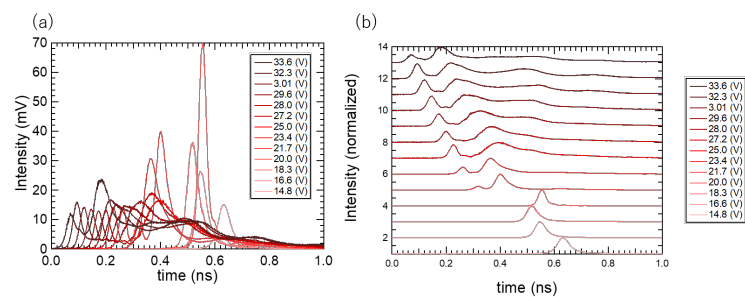 (a)
(b)
70
60
50
40
30
20
10
0
Intensity (mV)
0.0 0.2 0.4 0.6 0.8 1.0
time (ns)
33.6 (V)
32.3 (V)
3.01 (V)
29.6 (V)
28.0 (V)
27.2 (V)
25.0 (V)
23.4 (V)
21.7 (V)
20.0 (V)
18.3 (V)
16.6 (V)
14.8 (V)
14
12
10
8
6
4
2
Intensity (normalized)
0.0 0.2 0.4 0.6 0.8 1.0
time (ns)
33.6 (V)
32.3 (V)
3.01 (V)
29.6 (V)
28.0 (V)
27.2 (V)
25.0 (V)
23.4 (V)
21.7 (V)
20.0 (V)
18.3 (V)
16.6 (V)
14.8 (V)